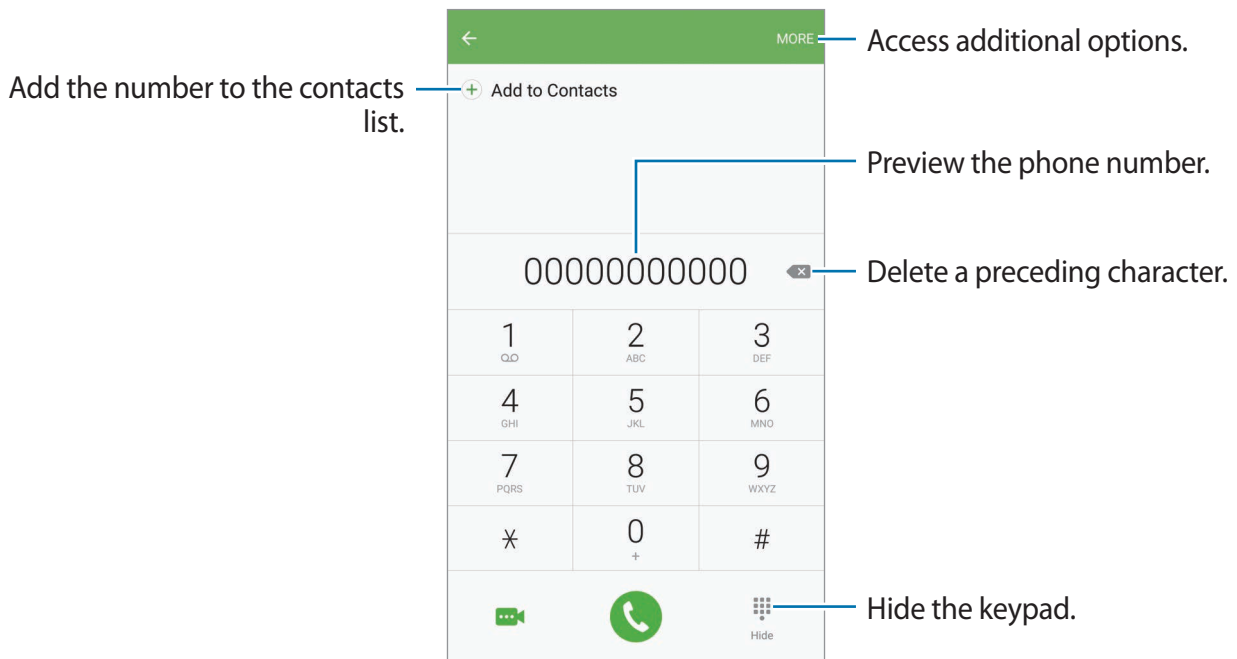 MORE
Access additional options.
Add the number to the contacts
list.
Add to Contacts
Preview the phone number.
00000000000
Delete a preceding character.
1 2 3
ABC DEF
4 5 6
GHI JKL MNO
7 8 9
PQRS TUV WXYZ
* 0 #
+
Hide the keypad.
Hide